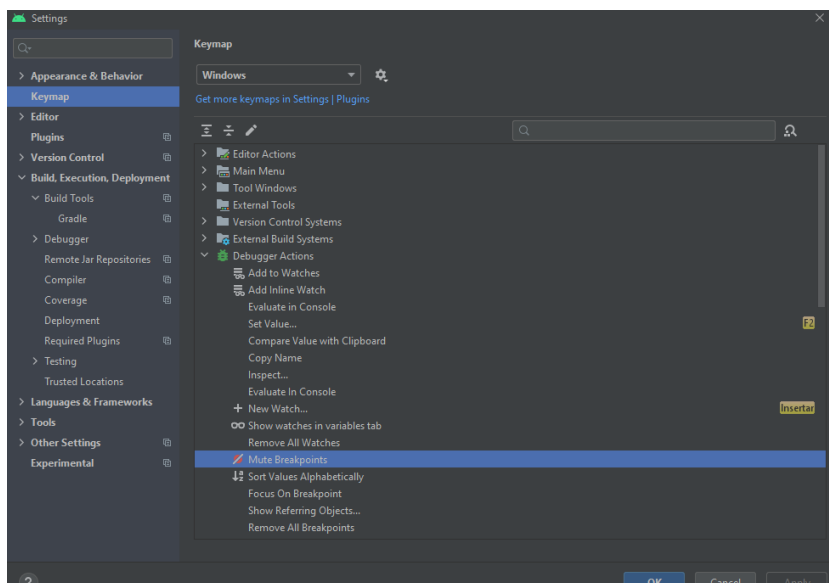 Settings
Appearance & Behavior
Keymap
Editor
Plugins
Version Control
Build, Execution, Deployment
Build Tools
Gradle
Debugger
Remote Jar Repositories
Compiler
Coverage
Deployment
Required Plugins
Testing
Trusted Locations
Languages & Frameworks
Tools
Other Settings
Experimental
Keymap
Windows
Get more keymaps in Settings | Plugins
Editor Actions
Main Menu
Tool Windows
External Tools
Version Control Systems
External Build Systems
Debugger Actions
Add to Watches
Add Inline Watch
Evaluate in Console
Set Value... F2
Compare Value with Clipboard
Copy Name
Inspect...
Evaluate In Console
New Watch... Insertar
Show watches in variables tab
Remove All Watches
Mute Breakpoints
Sort Values Alphabetically
Focus On Breakpoint
Show Referring Objects...
Remove All Breakpoints
? OK Cancel Apply